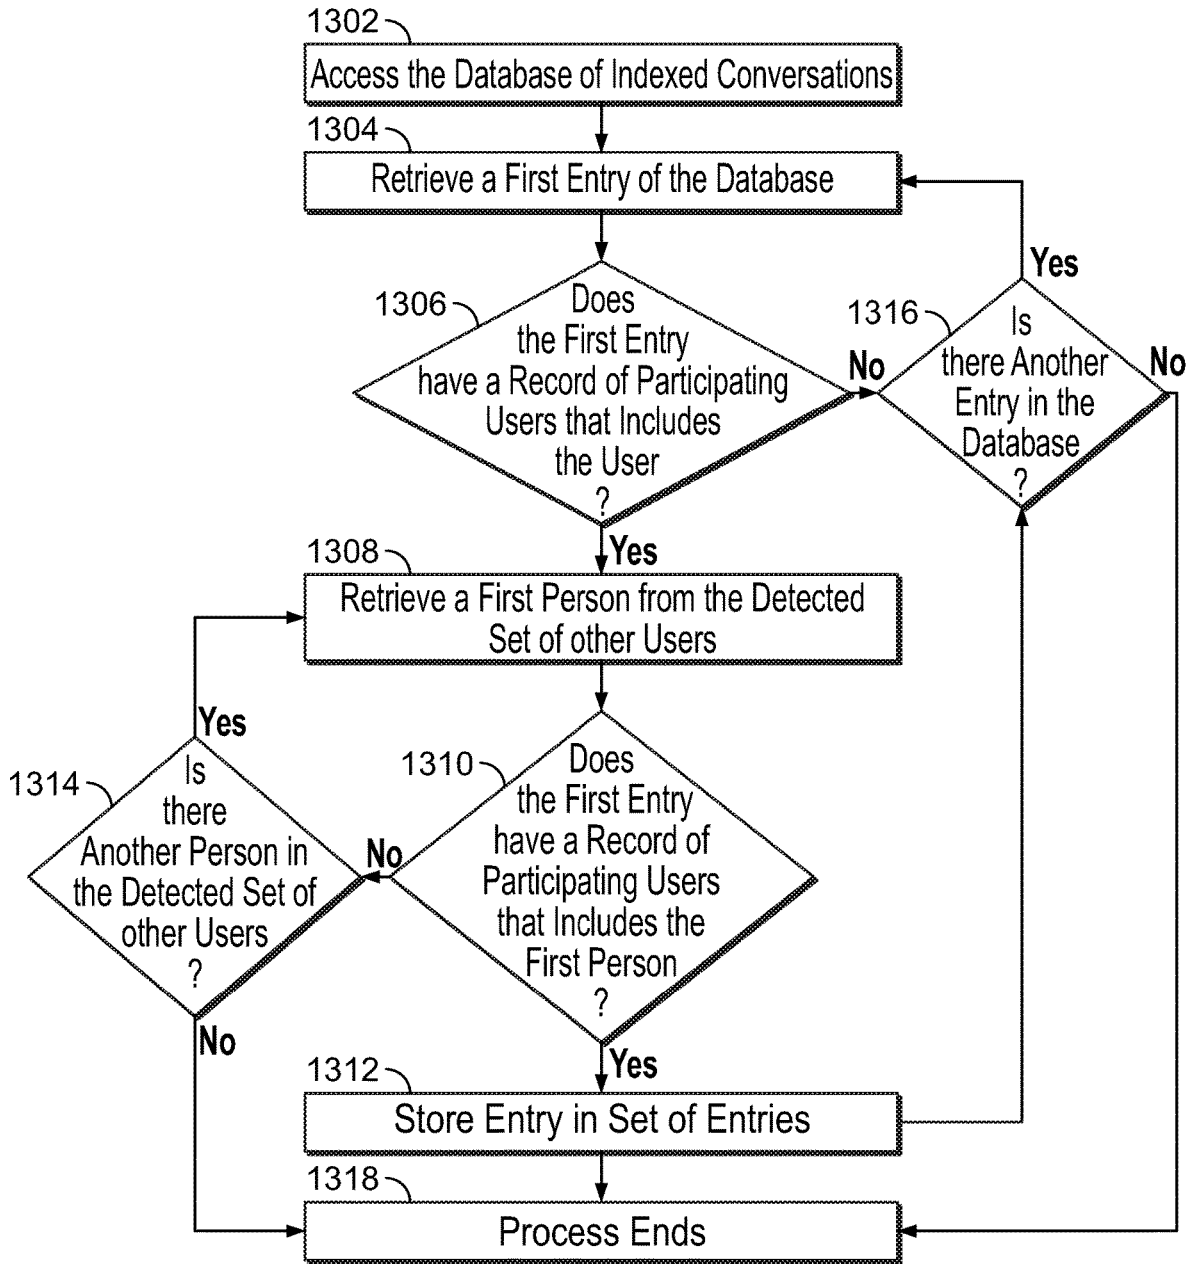 1302
Access the Database of Indexed Conversations
1304
Retrieve a First Entry of the Database
1306
Does
the First Entry
have a Record of Participating
Users that Includes
the User
?
No
Yes
1316
Is
there Another
Entry in the
Database
?
Yes
No
1308
Retrieve a First Person from the Detected
Set of other Users
1310
Does
the First Entry
have a Record of
Participating Users
that Includes the
First Person
?
No
Yes
1314
Is
there
Another Person in
the Detected Set of
other Users
?
Yes
No
1312
Store Entry in Set of Entries
1318
Process Ends